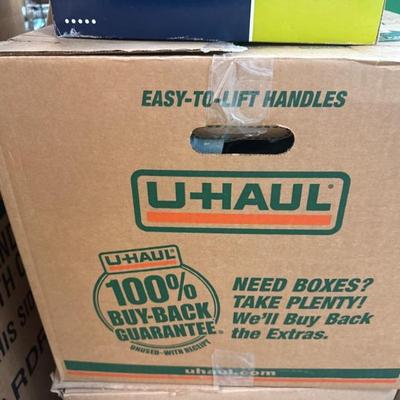 EASY-TO-LIFT HANDLES
U-HAUL®
U-HAUL®
100%
BUY-BACK
GUARANTEE
UNUSED–WITH RECEIPT
NEED BOXES?
TAKE PLENTY!
We'll Buy Back
the Extras.
uhaul.com